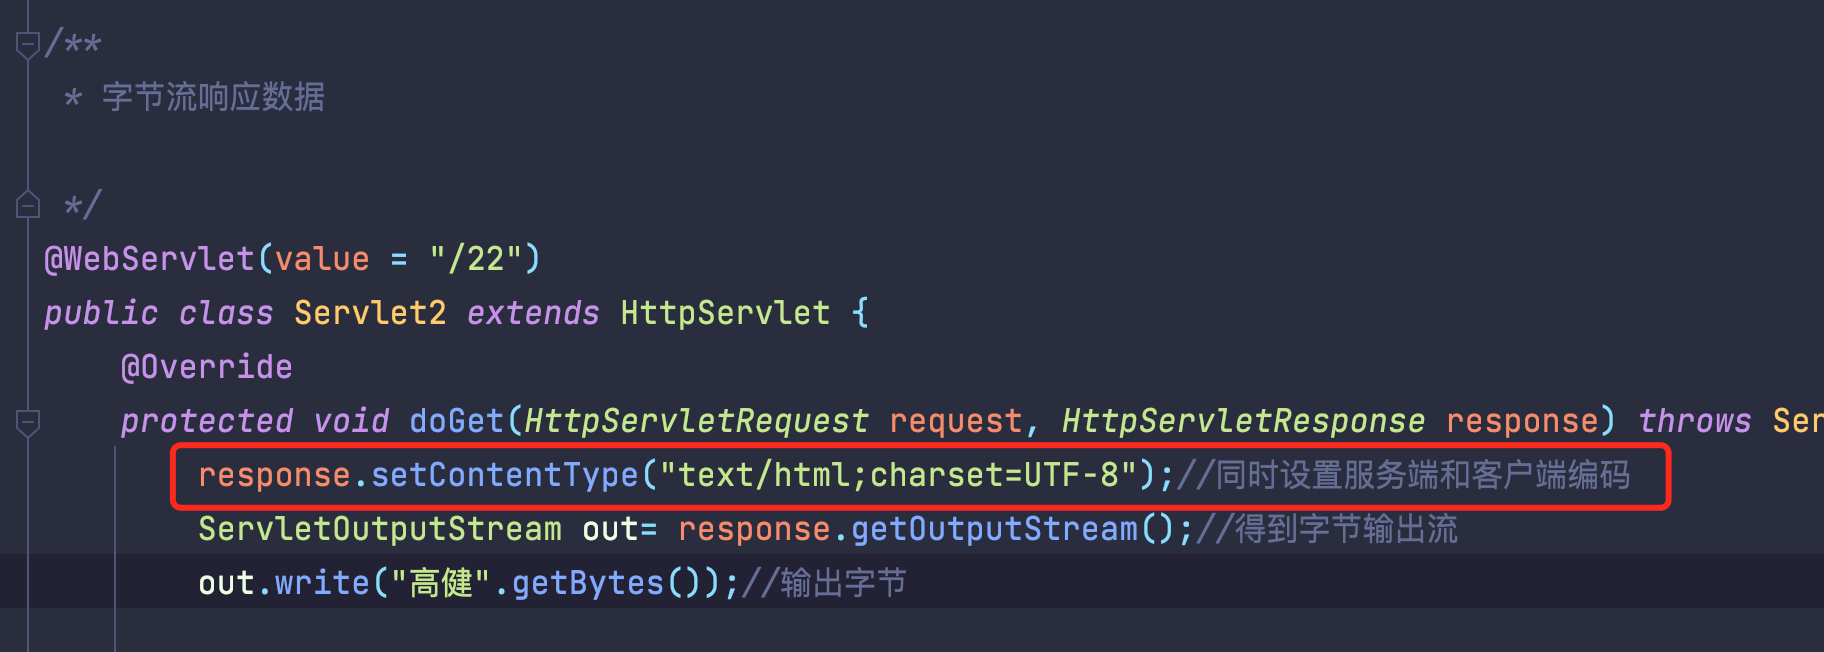 /**
 * 字节流响应数据
 */
@WebServlet(value = "/22")
public class Servlet2 extends HttpServlet {
    @Override
    protected void doGet(HttpServletRequest request, HttpServletResponse response) throws Ser
        response.setContentType("text/html;charset=UTF-8");//同时设置服务端和客户端编码
        ServletOutputStream out= response.getOutputStream();//得到字节输出流
        out.write("高健".getBytes());//输出字节